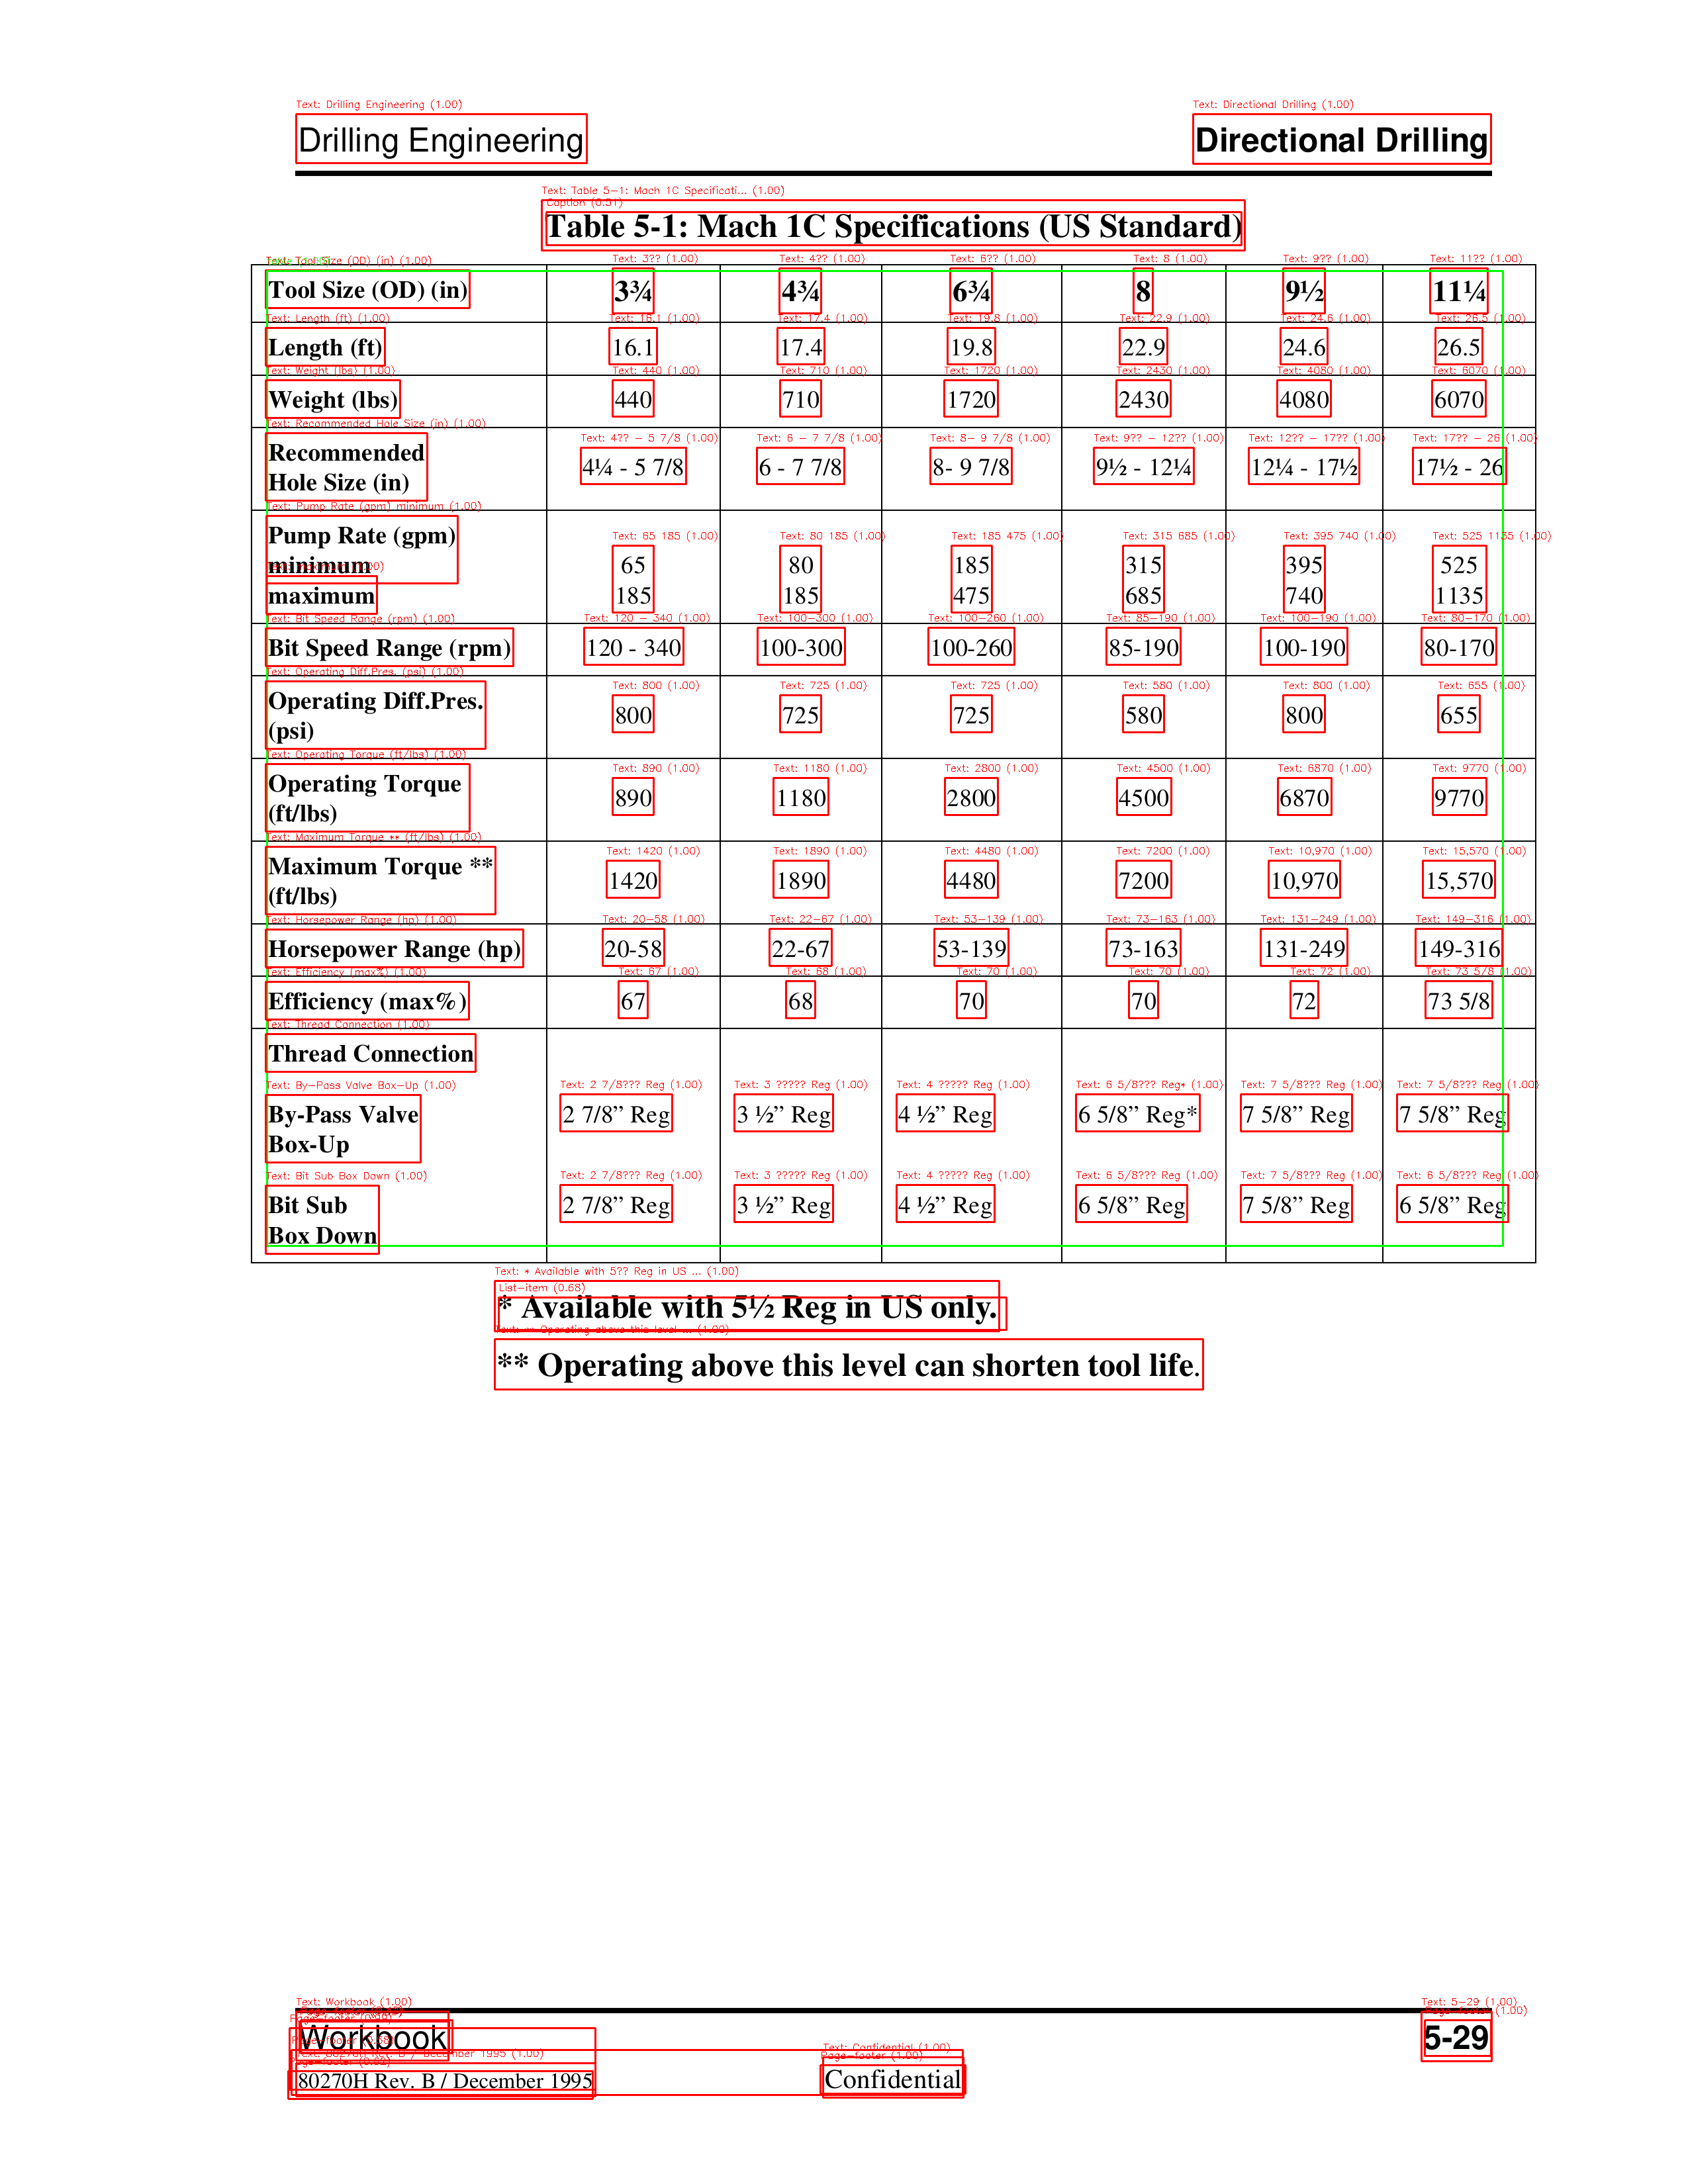 Drilling Engineering Directional Drilling
Table 5-1: Mach 1C Specifications (US Standard)
Tool Size (OD) (in) 3¾ 4¾ 6¾ 8 9½ 11¼
Length (ft) 16.1 17.4 19.8 22.9 24.6 26.5
Weight (lbs) 440 710 1720 2430 4080 6070
Recommended
Hole Size (in) 4¼ - 5 7/8 6 - 7 7/8 8- 9 7/8 9½ - 12¼ 12¼ - 17½ 17½ - 26
Pump Rate (gpm)
minimum 65 80 185 315 395 525
maximum 185 185 475 685 740 1135
Bit Speed Range (rpm) 120 - 340 100-300 100-260 85-190 100-190 80-170
Operating Diff.Pres.
(psi) 800 725 725 580 800 655
Operating Torque
(ft/lbs) 890 1180 2800 4500 6870 9770
Maximum Torque **
(ft/lbs) 1420 1890 4480 7200 10,970 15,570
Horsepower Range (hp) 20-58 22-67 53-139 73-163 131-249 149-316
Efficiency (max%) 67 68 70 70 72 73 5/8
Thread Connection
By-Pass Valve 2 7/8” Reg 3 ½” Reg 4 ½” Reg 6 5/8” Reg* 7 5/8” Reg 7 5/8” Reg
Box-Up
Bit Sub 2 7/8” Reg 3 ½” Reg 4 ½” Reg 6 5/8” Reg 7 5/8” Reg 6 5/8” Reg
Box Down
* Available with 5½ Reg in US only.
** Operating above this level can shorten tool life.
Workbook 5-29
80270H Rev. B / December 1995 Confidential